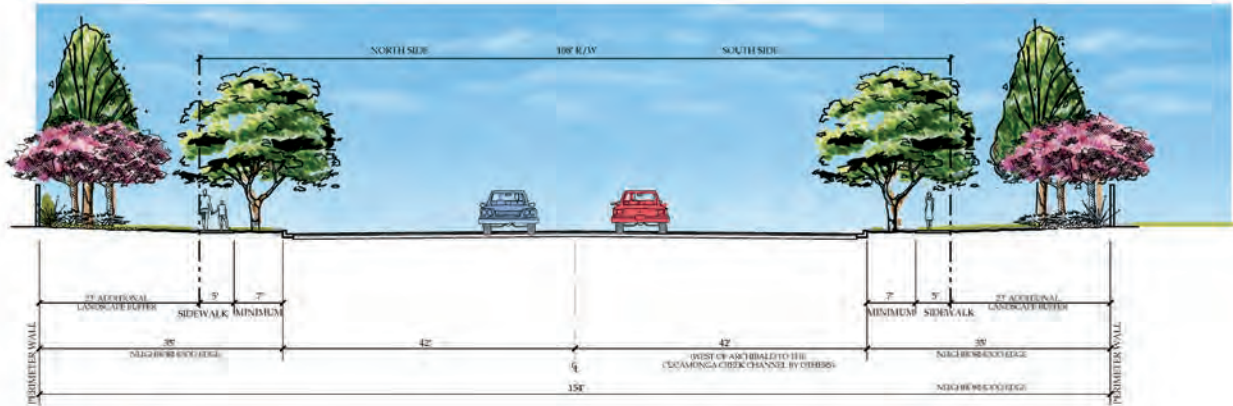 NORTH SIDE
108' R/W
SOUTH SIDE
23' ADDITIONAL
LANDSCAPE BUFFER
5'
SIDEWALK
7'
MINIMUM
7'
MINIMUM
5'
SIDEWALK
23' ADDITIONAL
LANDSCAPE BUFFER
PERIMETER WALL
35'
NEIGHBORHOOD EDGE
42'
℄
42'
(WEST OF ARCHIBALD TO THE
CUCAMONGA CREEK CHANNEL BY OTHERS)
35'
NEIGHBORHOOD EDGE
PERIMETER WALL
154'
NEIGHBORHOOD EDGE